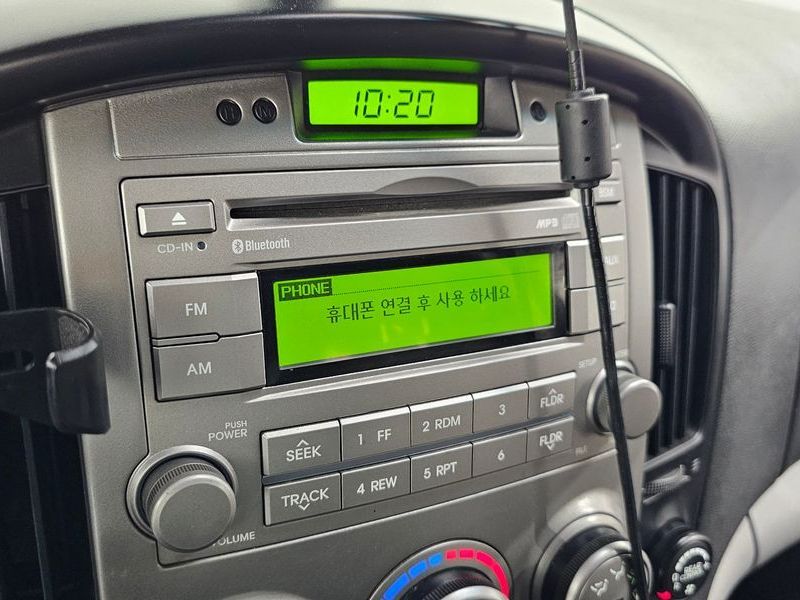 10:20
CD-IN
Bluetooth
MP3
FM
AM
PHONE
휴대폰 연결 후 사용 하세요
SETUP
PUSH
POWER
VOLUME
SEEK
1 FF
2 RDM
3
FLDR
TRACK
4 REW
5 RPT
6
FLDR
REAR